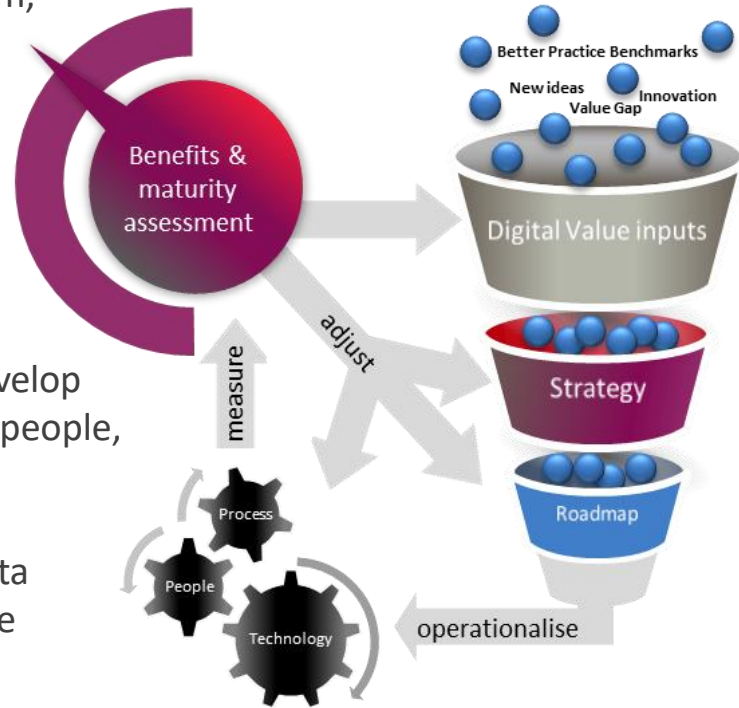 n,
velop
people,
ta
e
Benefits &
maturity
assessment
Better Practice Benchmarks
New ideas
Innovation
Value Gap
Digital Value inputs
Strategy
Roadmap
adjust
measure
Process
People
Technology
operationalise